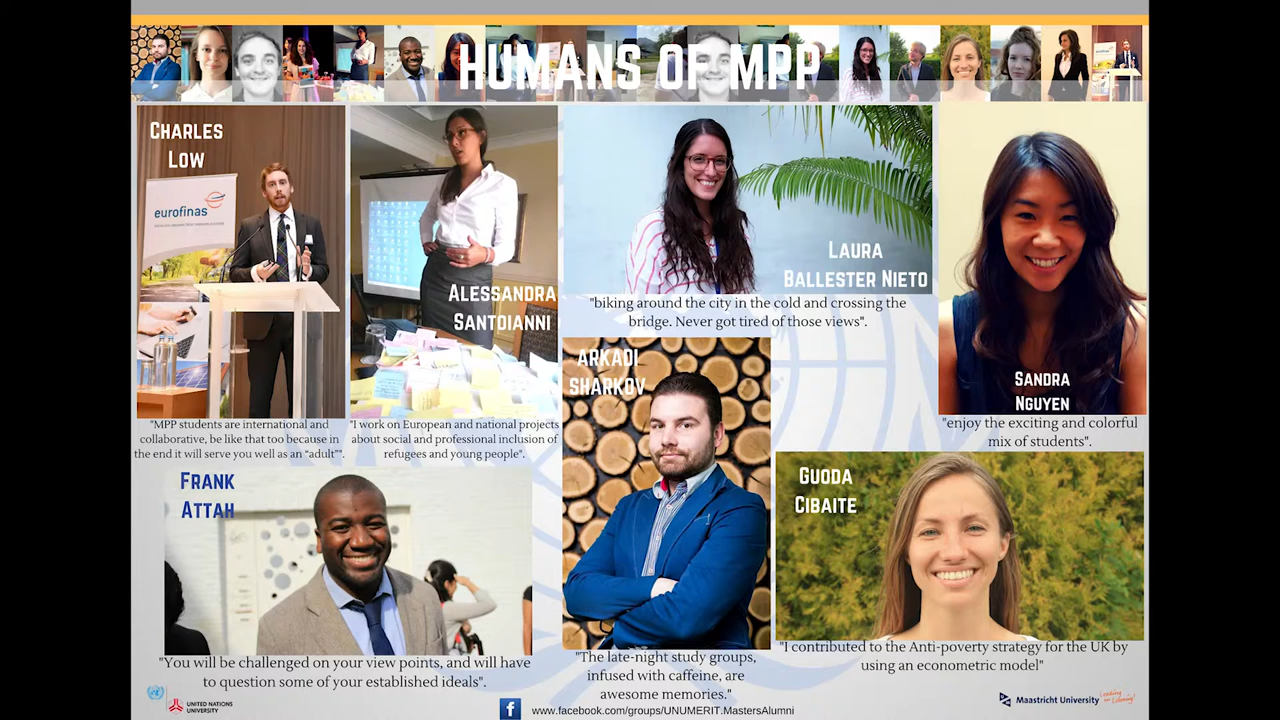 HUMANS OF MPP
CHARLES
LOW
eurofinas
"MPP students are international and
collaborative, be like that too because in
the end it will serve you well as an "adult"".
ALESSANDRA
SANTOIANNI
"I work on European and national projects
about social and professional inclusion of
refugees and young people".
LAURA
BALLESTER NIETO
"biking around the city in the cold and crossing the
bridge. Never got tired of those views".
SANDRA
NGUYEN
"enjoy the exciting and colorful
mix of students".
FRANK
ATTAH
"You will be challenged on your view points, and will have
to question some of your established ideals".
ARKADI
SHARKOV
"The late-night study groups,
infused with caffeine, are
awesome memories."
GUODA
CIBAITE
"I contributed to the Anti-poverty strategy for the UK by
using an econometric model"
UNITED NATIONS
UNIVERSITY
www.facebook.com/groups/UNUMERIT.MastersAlumni
Maastricht University
Leading
in Learning!